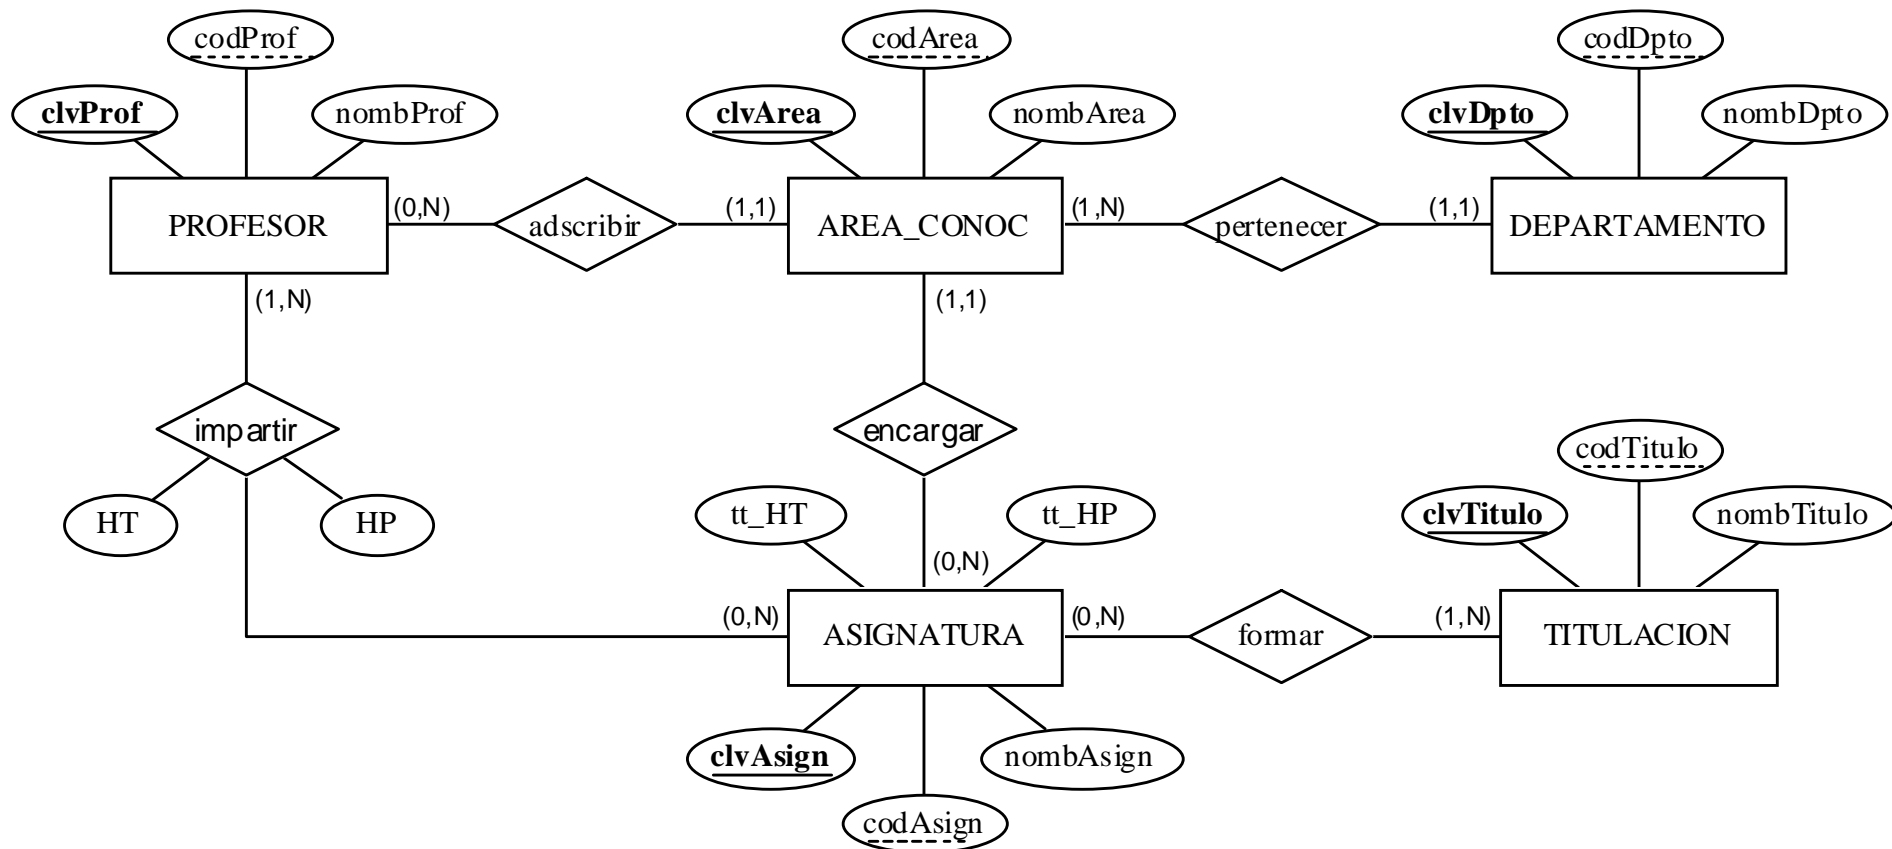 codProf
codArea
codDpto
clvProf
nombProf
clvArea
nombArea
clvDpto
nombDpto
PROFESOR
(0,N)
adscribir
(1,1)
AREA_CONOC
(1,N)
pertenecer
(1,1)
DEPARTAMENTO
(1,N)
(1,1)
impartir
encargar
codTitulo
HT
HP
tt_HT
tt_HP
clvTitulo
nombTitulo
(0,N)
(0,N)
ASIGNATURA
(0,N)
formar
(1,N)
TITULACION
clvAsign
nombAsign
codAsign